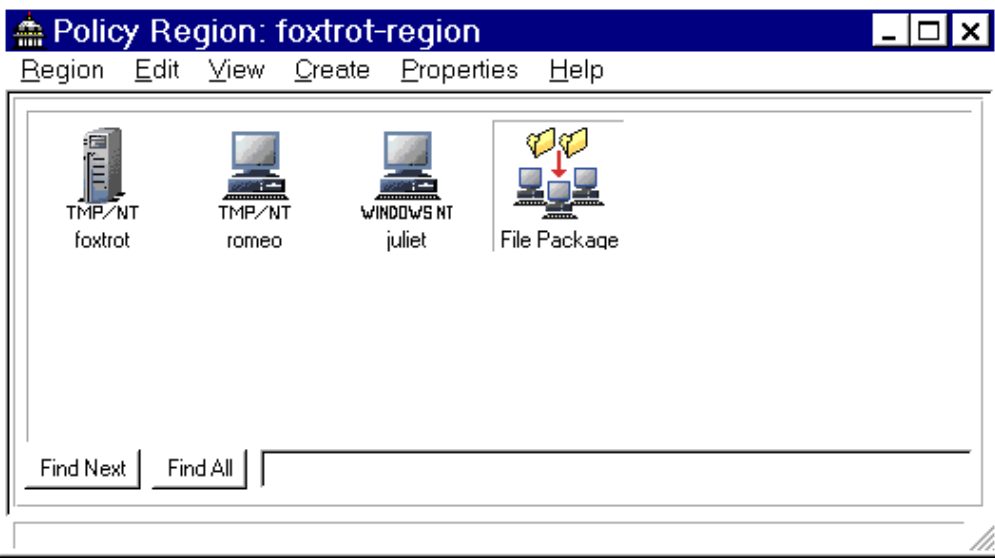 Policy Region: foxtrot-region
Region Edit View Create Properties Help
TMP/NT TMP/NT WINDOWS NT
foxtrot romeo juliet File Package
Find Next Find All